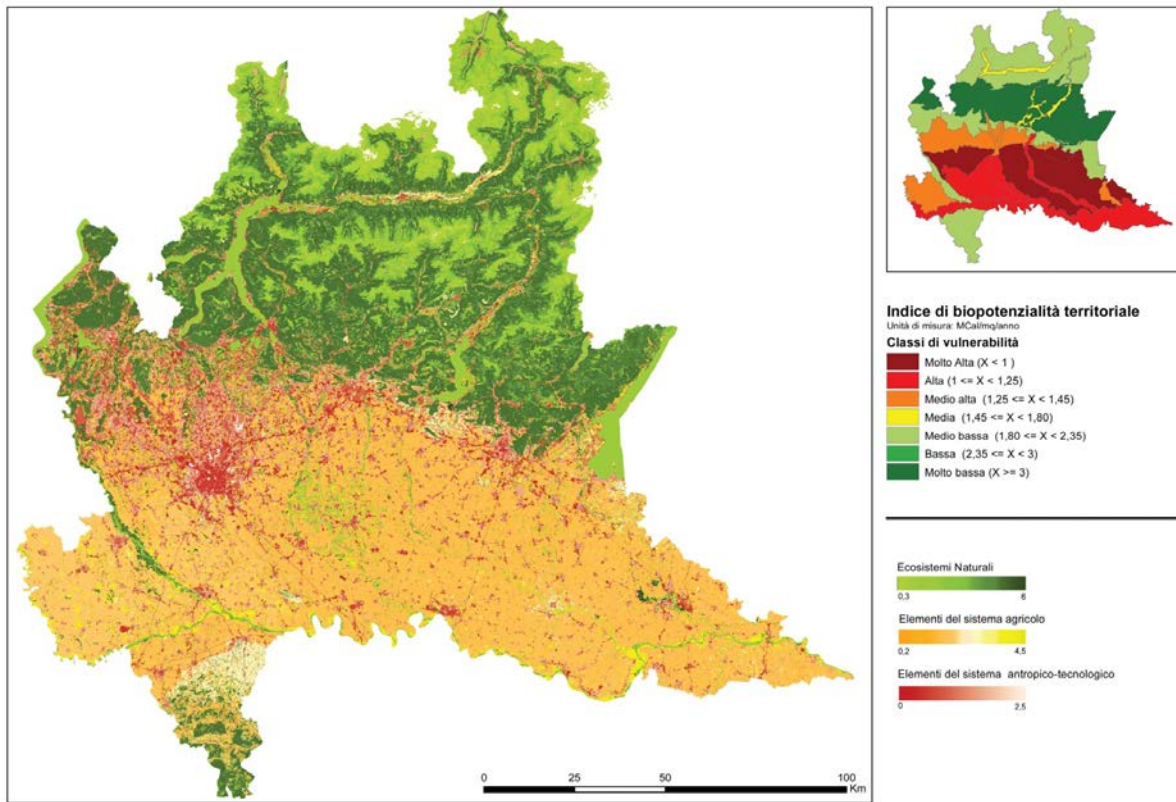 Indice di biopotenzialità territoriale
Unità di misura: MCal/mq/anno
Classi di vulnerabilità
Molto Alta (X < 1 )
Alta (1 <= X < 1,25)
Medio alta (1,25 <= X < 1,45)
Media (1,45 <= X < 1,80)
Medio bassa (1,80 <= X < 2,35)
Bassa (2,35 <= X < 3)
Molto bassa (X >= 3)
Ecosistemi Naturali
0,3 6
Elementi del sistema agricolo
0,2 4,5
Elementi del sistema antropico-tecnologico
0 2,5
0 25 50 100
Km